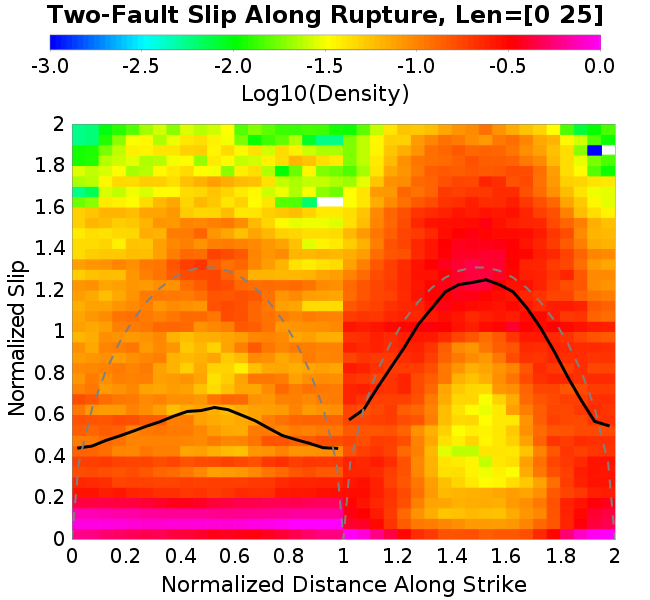 Two-Fault Slip Along Rupture, Len=[0 25]
-3.0 -2.5 -2.0 -1.5 -1.0 -0.5 0.0
Log10(Density)
Normalized Slip
2
1.8
1.6
1.4
1.2
1
0.8
0.6
0.4
0.2
0
0 0.2 0.4 0.6 0.8 1 1.2 1.4 1.6 1.8 2
Normalized Distance Along Strike